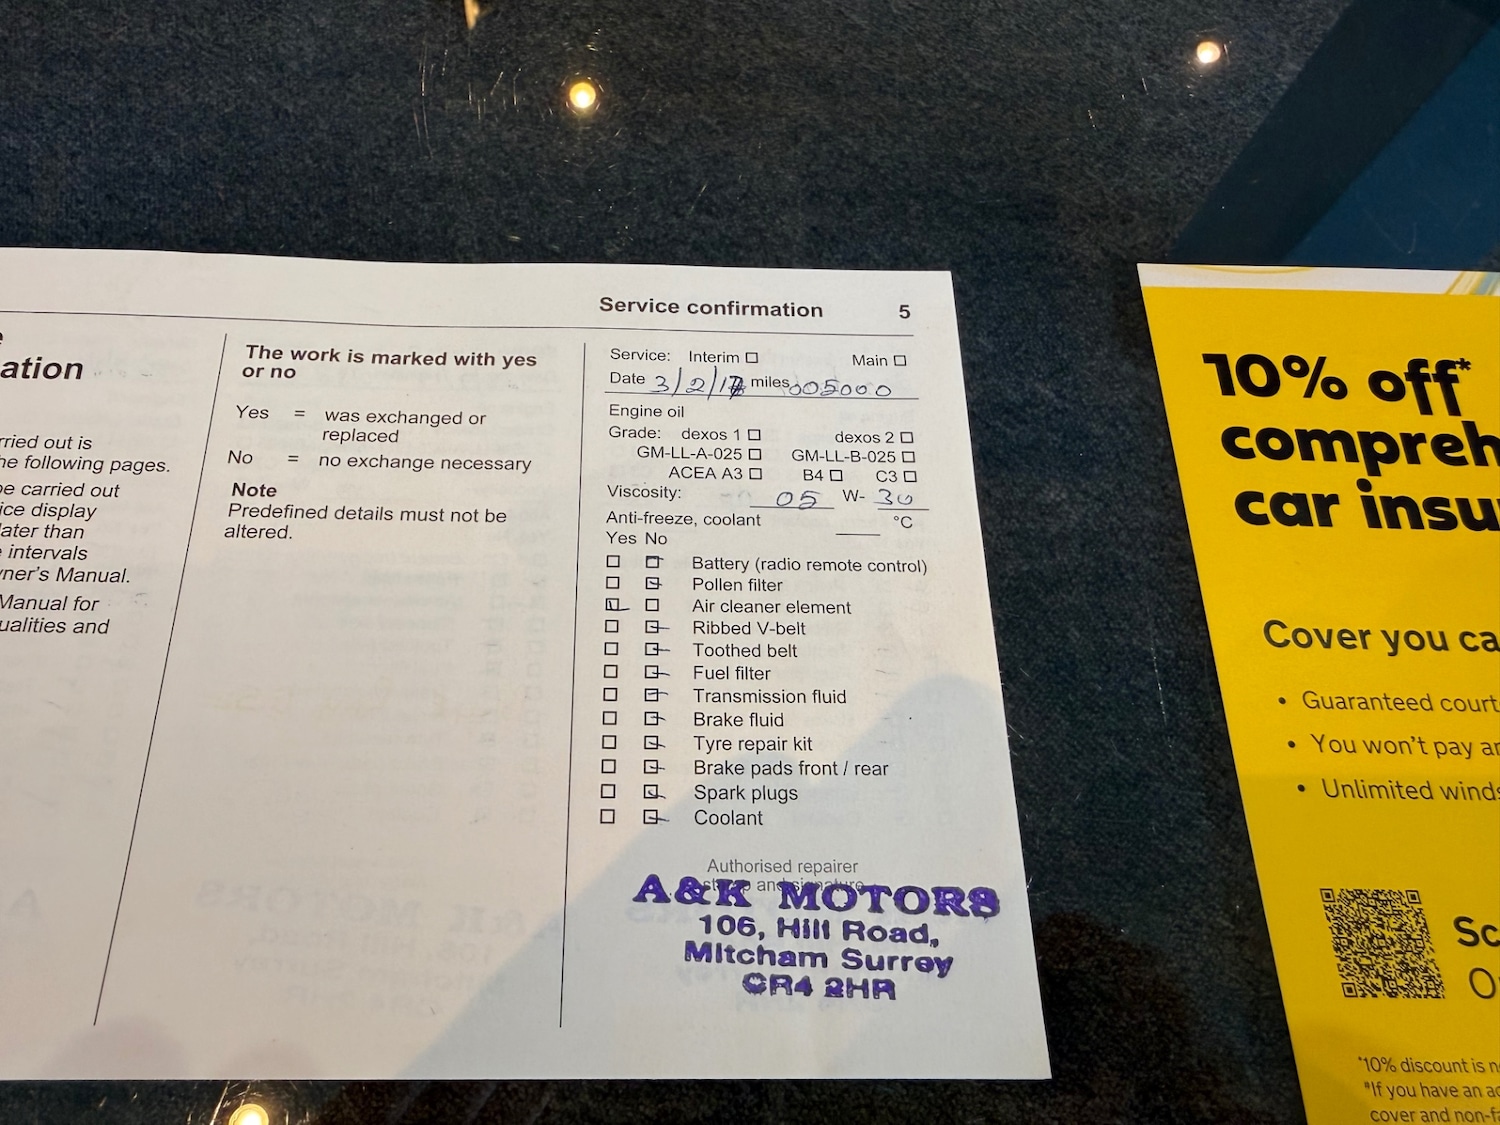 Service confirmation 5
ation
rried out is
he following pages.
be carried out
ice display
later than
e intervals
ner's Manual.
Manual for
ualities and
The work is marked with yes
or no
Yes = was exchanged or
replaced
No = no exchange necessary
Note
Predefined details must not be
altered.
Service: Interim Main
Date 3/2/17 miles 005000
Engine oil
Grade: dexos 1 dexos 2
GM-LL-A-025 GM-LL-B-025
ACEA A3 B4 C3
Viscosity: 05 W- 30
Anti-freeze, coolant °C
Yes No
Battery (radio remote control)
Pollen filter
Air cleaner element
Ribbed V-belt
Toothed belt
Fuel filter
Transmission fluid
Brake fluid
Tyre repair kit
Brake pads front / rear
Spark plugs
Coolant
Authorised repairer
stamp and signature
A&K MOTORS
106, Hill Road,
Mitcham Surrey
CR4 2HR
10% off*
compreh
car insu
Cover you ca
• Guaranteed court
• You won't pay an
• Unlimited winds
Sc
O
*10% discount is n
#If you have an ac
cover and non-fa